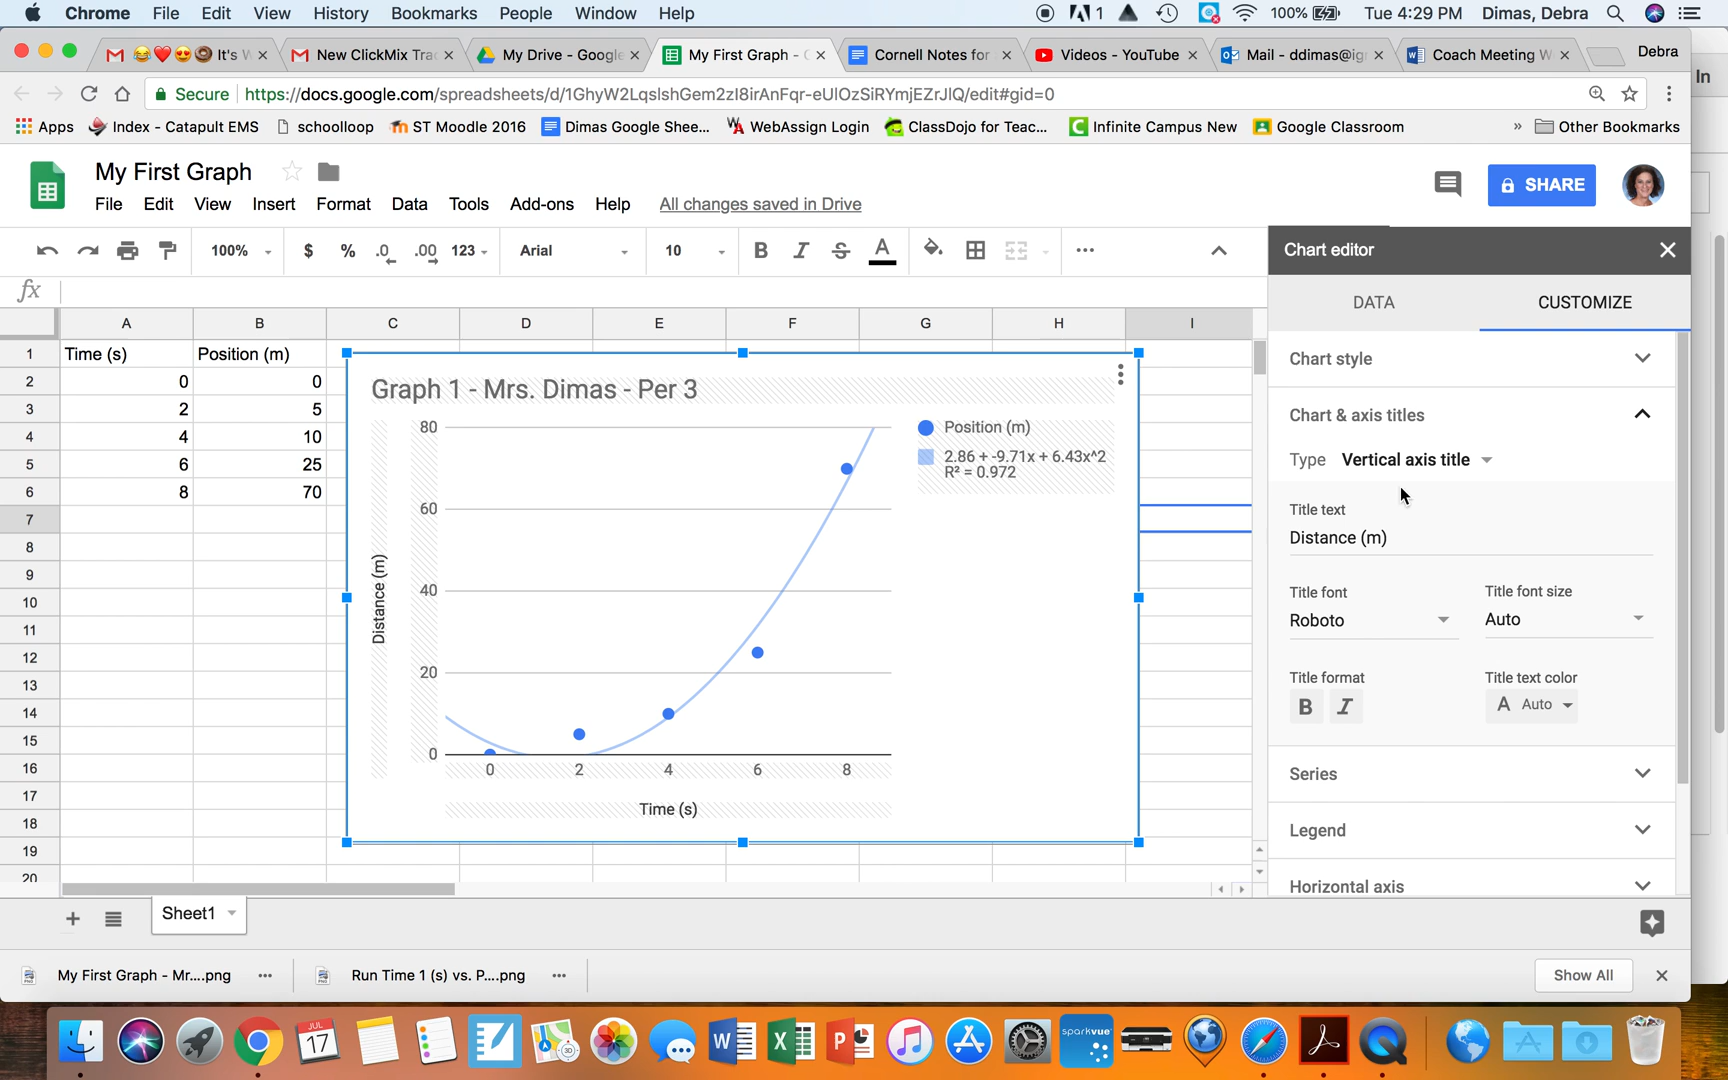 Chrome File Edit View History Bookmarks People Window Help 1 100% Tue 4:29 PM Dimas, Debra
😂❤️😍🍩 It's W New ClickMix Trac My Drive - Google My First Graph - Cornell Notes for Videos - YouTube Mail - ddimas@ig Coach Meeting W Debra
Secure https://docs.google.com/spreadsheets/d/1GhyW2LqslshGem2zI8irAnFqr-eUlOzSiRYmjEZrJlQ/edit#gid=0
In
Apps Index - Catapult EMS schoolloop ST Moodle 2016 Dimas Google Shee... WebAssign Login ClassDojo for Teac... Infinite Campus New Google Classroom » Other Bookmarks
My First Graph
SHARE
File Edit View Insert Format Data Tools Add-ons Help All changes saved in Drive
100% $ % .0 .00 123 Arial 10 B I S A ...
Chart editor
fx
DATA CUSTOMIZE
A B C D E F G H I
1 Time (s) Position (m)
2 0 0
3 2 5
4 4 10
5 6 25
6 8 70
7
8
9
10
11
12
13
14
15
16
17
18
19
20
Graph 1 - Mrs. Dimas - Per 3
80
60
40
20
0
Distance (m)
0 2 4 6 8
Time (s)
Position (m)
2.86 + -9.71x + 6.43x^2
R² = 0.972
Chart style
Chart & axis titles
Type Vertical axis title
Title text
Distance (m)
Title font Title font size
Roboto Auto
Title format Title text color
B I A Auto
Series
Legend
Horizontal axis
+ Sheet1
My First Graph - Mr....png ... Run Time 1 (s) vs. P....png ... Show All
JUL
17
3D
W X P
sparkvue